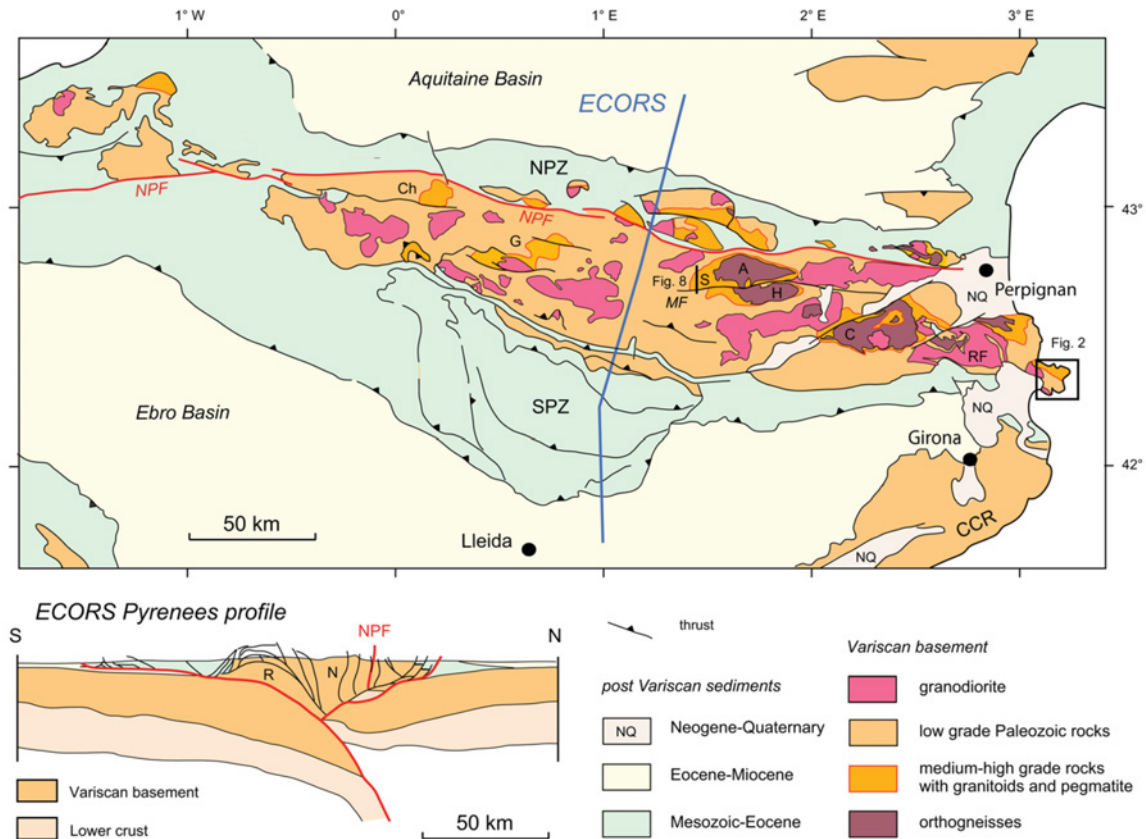 1° W 0° 1° E 2° E 3° E
Aquitaine Basin
ECORS
NPZ
NPF
Ch
NPF
43°
G
A
Fig. 8 S
MF
H
NQ
Perpignan
C
RF
Fig. 2
SPZ
Ebro Basin
NQ
Girona
42°
50 km
Lleida
CCR
NQ
ECORS Pyrenees profile
S
NPF
N
R
N
Variscan basement
Lower crust
50 km
thrust
post Variscan sediments
NQ Neogene-Quaternary
Eocene-Miocene
Mesozoic-Eocene
Variscan basement
granodiorite
low grade Paleozoic rocks
medium-high grade rocks
with granitoids and pegmatite
orthogneisses